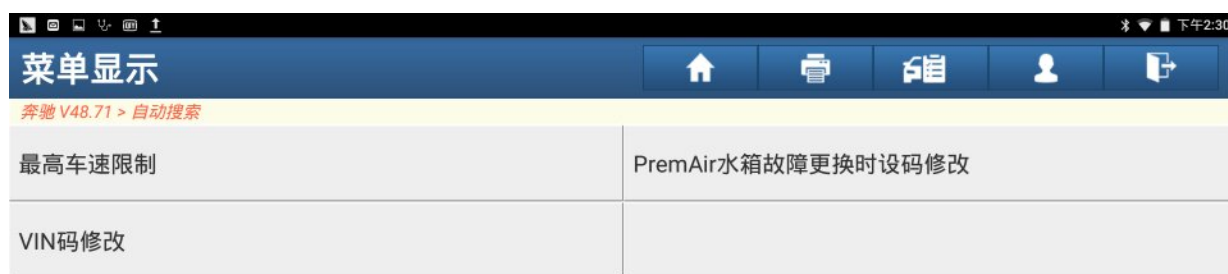 下午2:30
菜单显示
奔驰 V48.71 > 自动搜索
最高车速限制
PremAir水箱故障更换时设码修改
VIN码修改